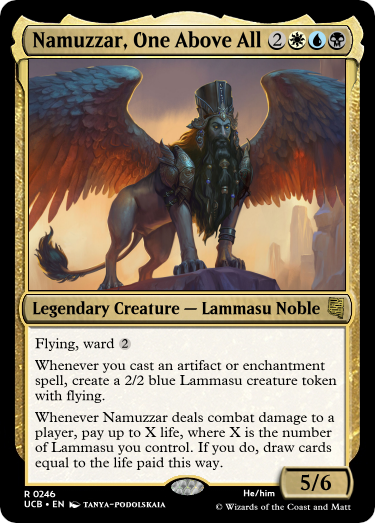 Namuzzar, One Above All 2
Legendary Creature — Lammasu Noble
Flying, ward 2
Whenever you cast an artifact or enchantment
spell, create a 2/2 blue Lammasu creature token
with flying.
Whenever Namuzzar deals combat damage to a
player, pay up to X life, where X is the number
of Lammasu you control. If you do, draw cards
equal to the life paid this way.
5/6
R 0246
He/him
UCB • EN TANYA-PODOLSKAIA
© Wizards of the Coast and Matt